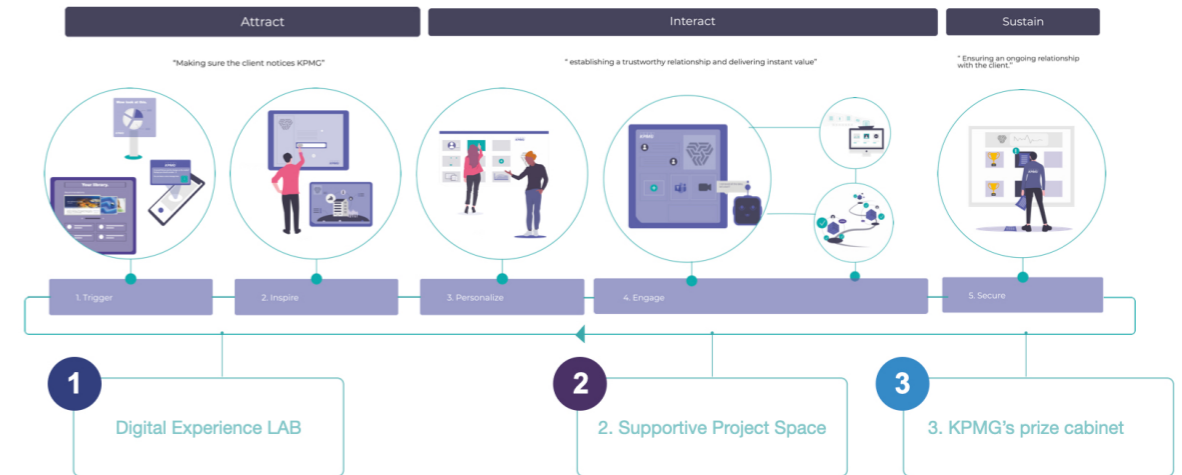 Attract
Interact
Sustain
"Making sure the client notices KPMG"
" establishing a trustworthy relationship and delivering instant value"
" Ensuring an ongoing relationship
with the client."
Your library.
KPMG
KPMG
KPMG
1. Trigger
2. Inspire
3. Personalize
4. Engage
5. Secure
1
Digital Experience LAB
2
2. Supportive Project Space
3
3. KPMG's prize cabinet